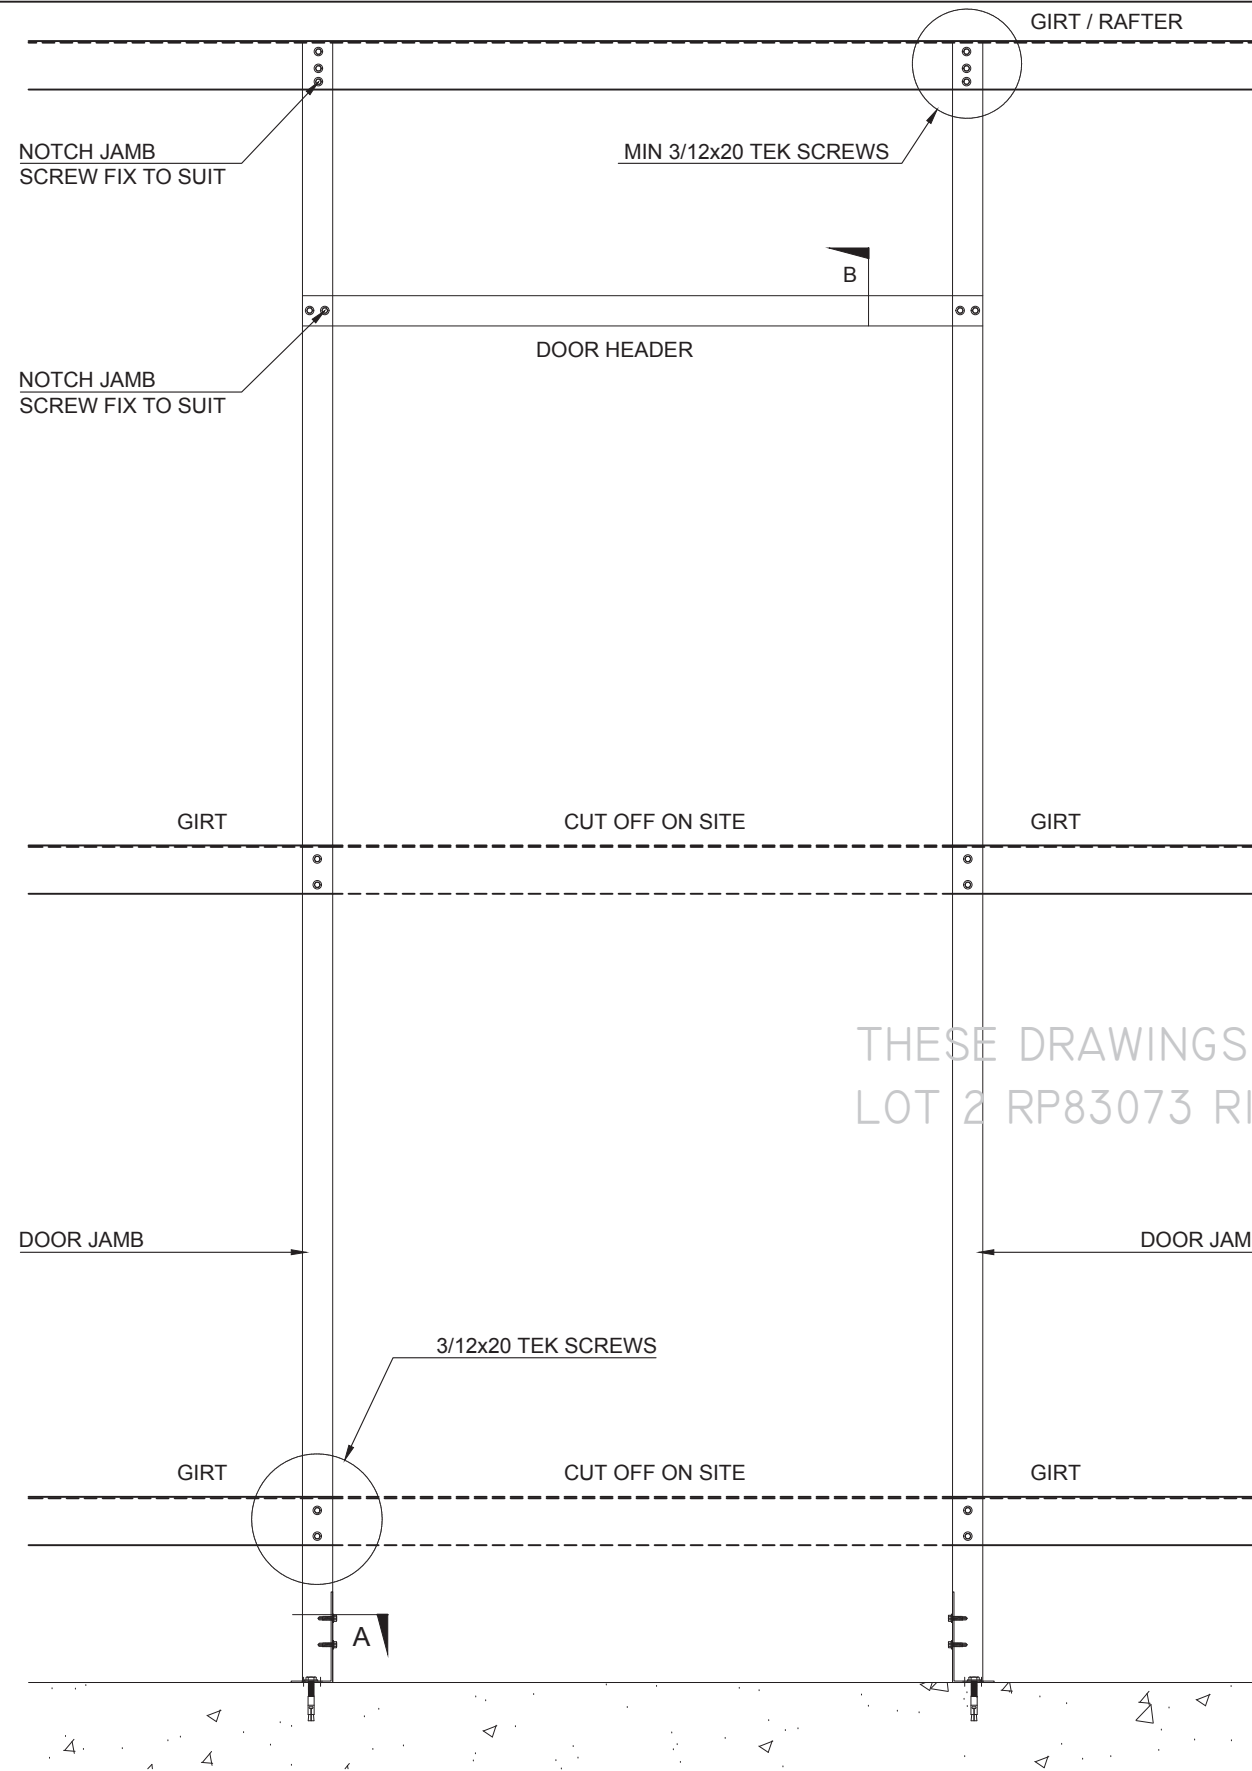 GIRT / RAFTER
NOTCH JAMB
SCREW FIX TO SUIT
MIN 3/12x20 TEK SCREWS
B
DOOR HEADER
NOTCH JAMB
SCREW FIX TO SUIT
GIRT
CUT OFF ON SITE
GIRT
THESE DRAWINGS
LOT 2 RP83073 RI
DOOR JAMB
DOOR JAM
3/12x20 TEK SCREWS
GIRT
CUT OFF ON SITE
GIRT
A